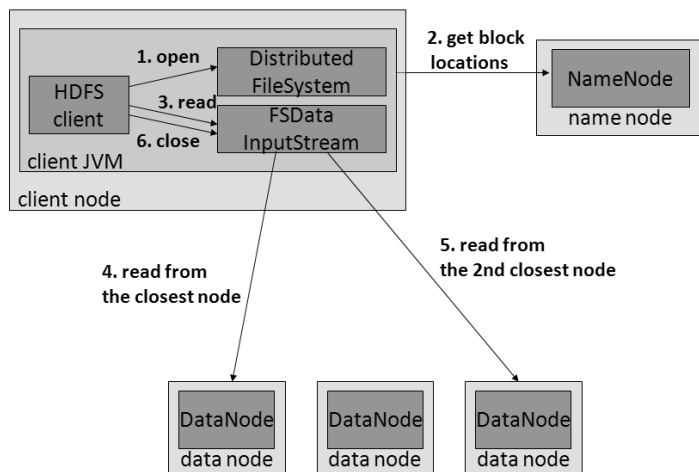 1. open
Distributed
FileSystem
2. get block
locations
NameNode
name node
HDFS
client
3. read
FSData
InputStream
6. close
client JVM
client node
4. read from
the closest node
5. read from
the 2nd closest node
DataNode
data node
DataNode
data node
DataNode
data node